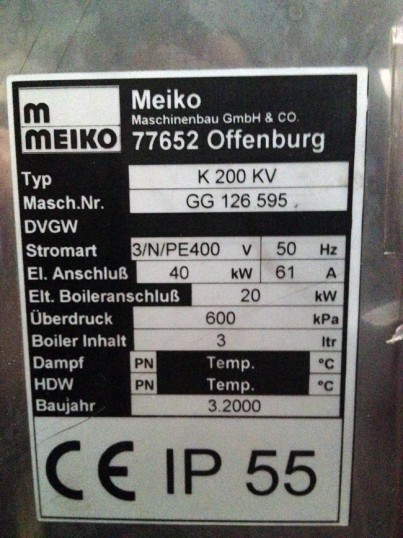 m
MEIKO
Meiko
Maschinenbau GmbH & CO.
77652 Offenburg
Typ K 200 KV
Masch.Nr. GG 126 595
DVGW
Stromart 3/N/PE400 V 50 Hz
El. Anschluß 40 kW 61 A
Elt. Boileranschluß 20 kW
Überdruck 600 kPa
Boiler Inhalt 3 ltr
Dampf PN Temp. °C
HDW PN Temp. °C
Baujahr 3.2000
CE IP 55